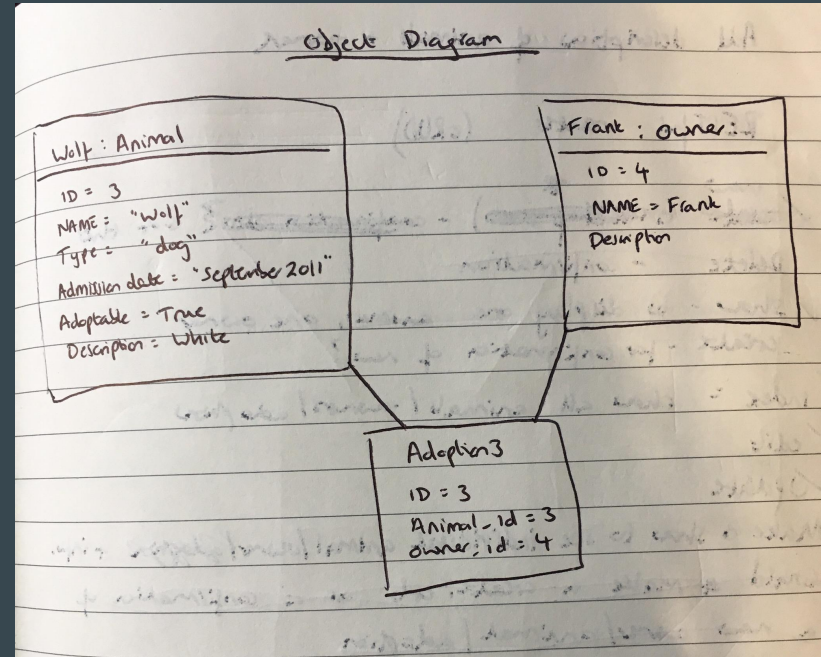 Object Diagram
Wolf : Animal
ID = 3
NAME = "Wolf"
Type = "dog"
Admission date = "September 2011"
Adoptable = True
Description = White
Frank : Owner :
ID = 4
NAME = Frank
Description
Adoption3
ID = 3
Animal_id = 3
owner_id = 4